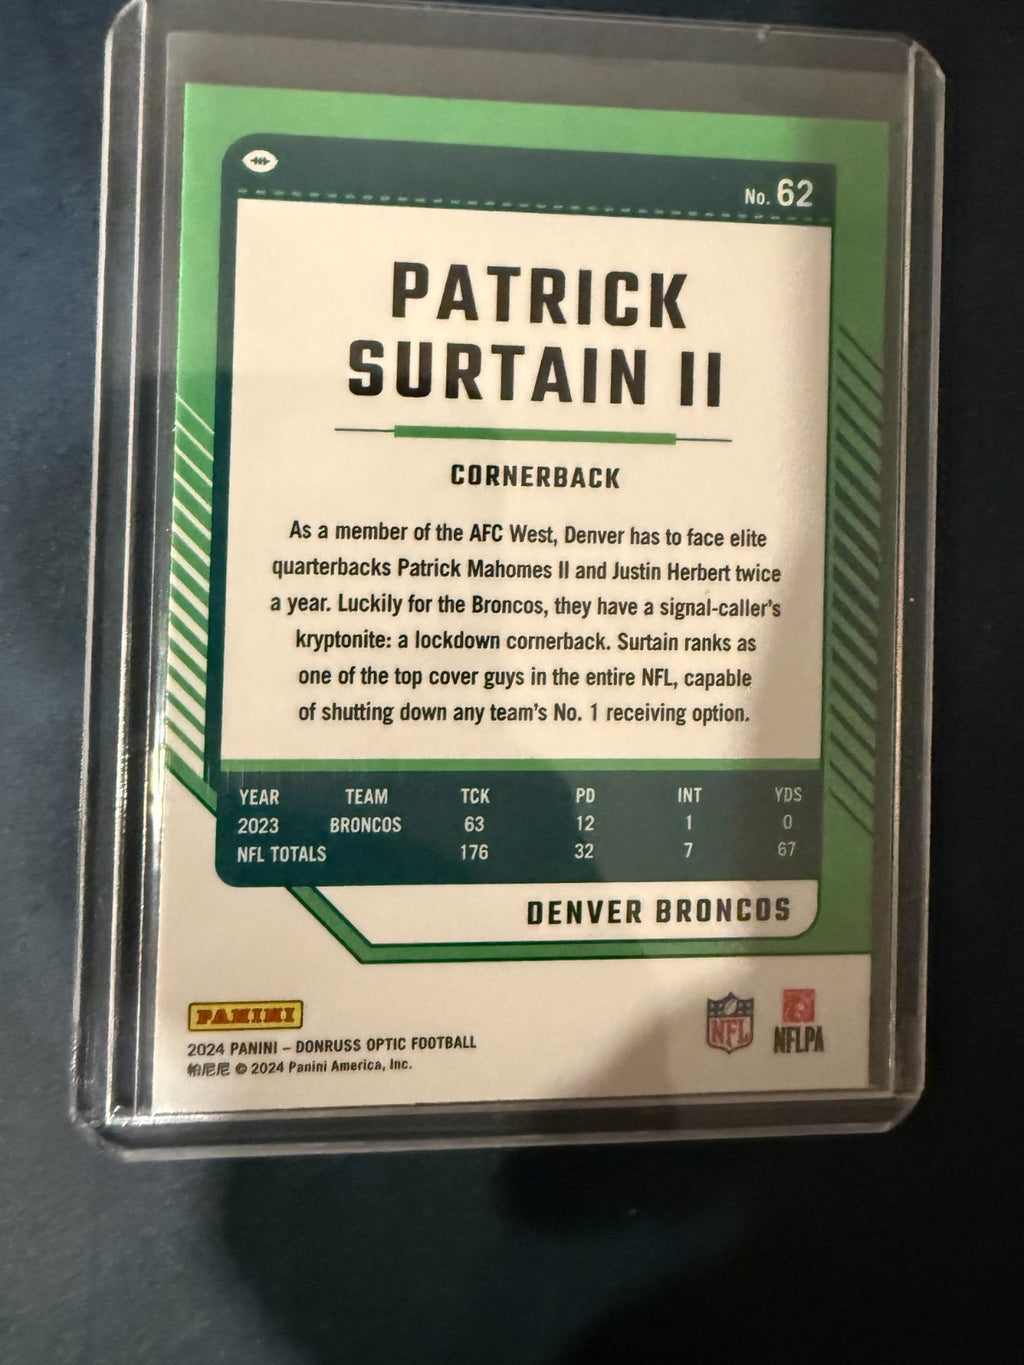 No. 62
PATRICK
SURTAIN II
CORNERBACK
As a member of the AFC West, Denver has to face elite
quarterbacks Patrick Mahomes II and Justin Herbert twice
a year. Luckily for the Broncos, they have a signal-caller's
kryptonite: a lockdown cornerback. Surtain ranks as
one of the top cover guys in the entire NFL, capable
of shutting down any team's No. 1 receiving option.
YEAR TEAM TCK PD INT YDS
2023 BRONCOS 63 12 1 0
NFL TOTALS 176 32 7 67
DENVER BRONCOS
PANINI
NFL
NFLPA
2024 PANINI – DONRUSS OPTIC FOOTBALL
帕尼尼 © 2024 Panini America, Inc.